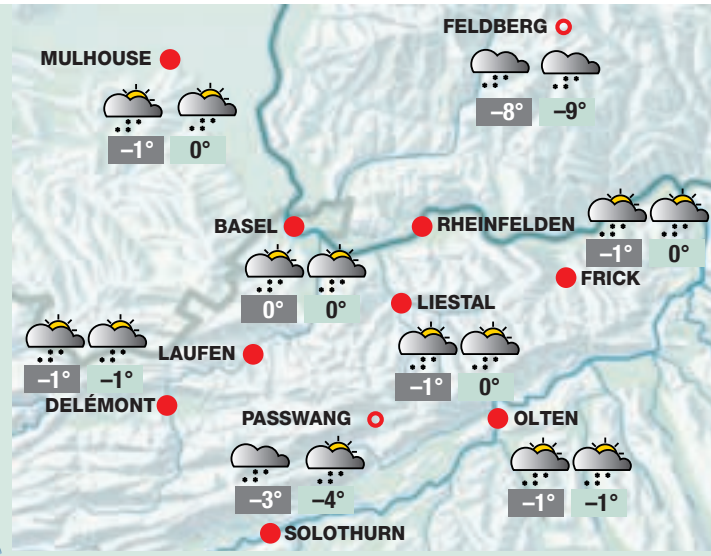 FELDBERG
MULHOUSE
–8° –9°
–1° 0°
BASEL
RHEINFELDEN
–1° 0°
FRICK
0° 0°
LIESTAL
LAUFEN
–1° –1°
–1° 0°
DELÉMONT
PASSWANG
OLTEN
–3° –4°
–1° –1°
SOLOTHURN